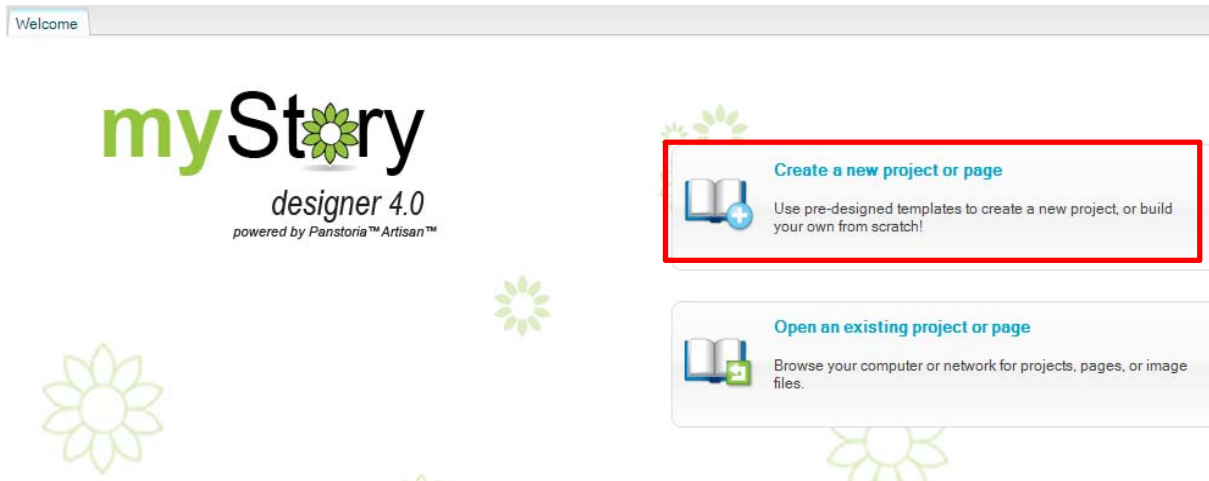 Welcome
myStory
designer 4.0
powered by Panstoria™ Artisan™
Create a new project or page
Use pre-designed templates to create a new project, or build
your own from scratch!
Open an existing project or page
Browse your computer or network for projects, pages, or image
files.